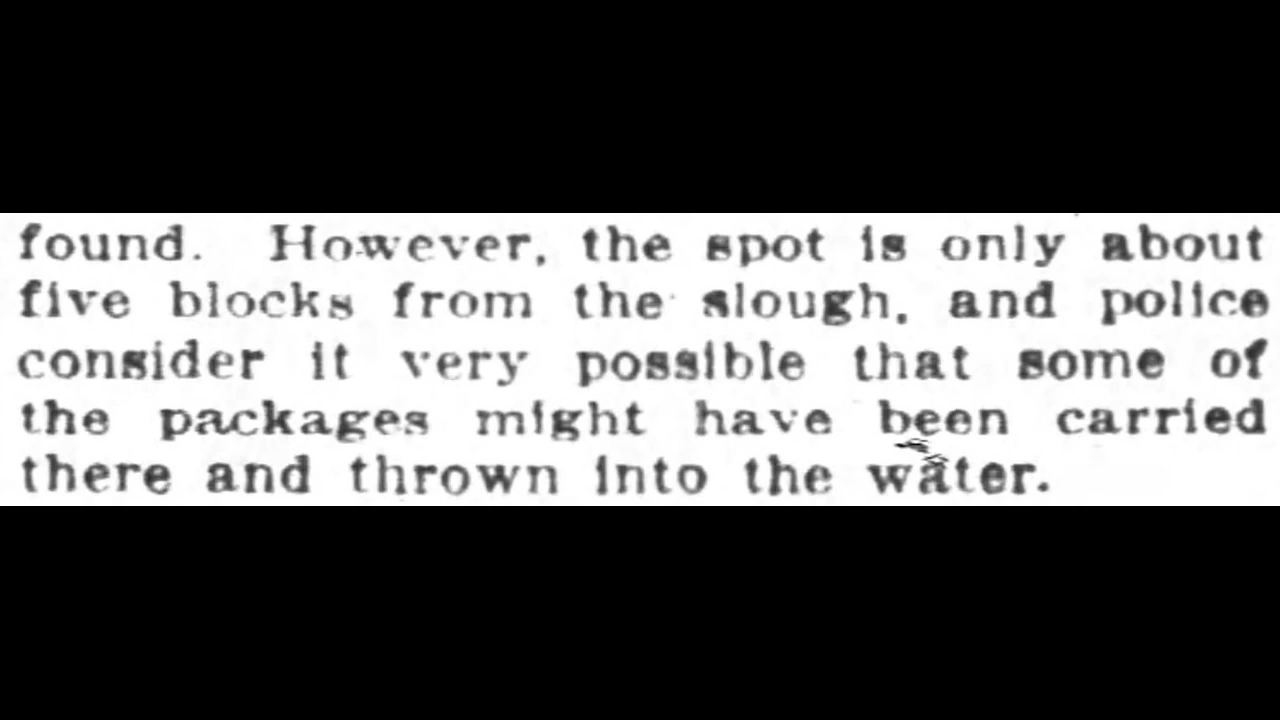 found. However, the spot is only about
five blocks from the slough, and police
consider it very possible that some of
the packages might have been carried
there and thrown into the water.